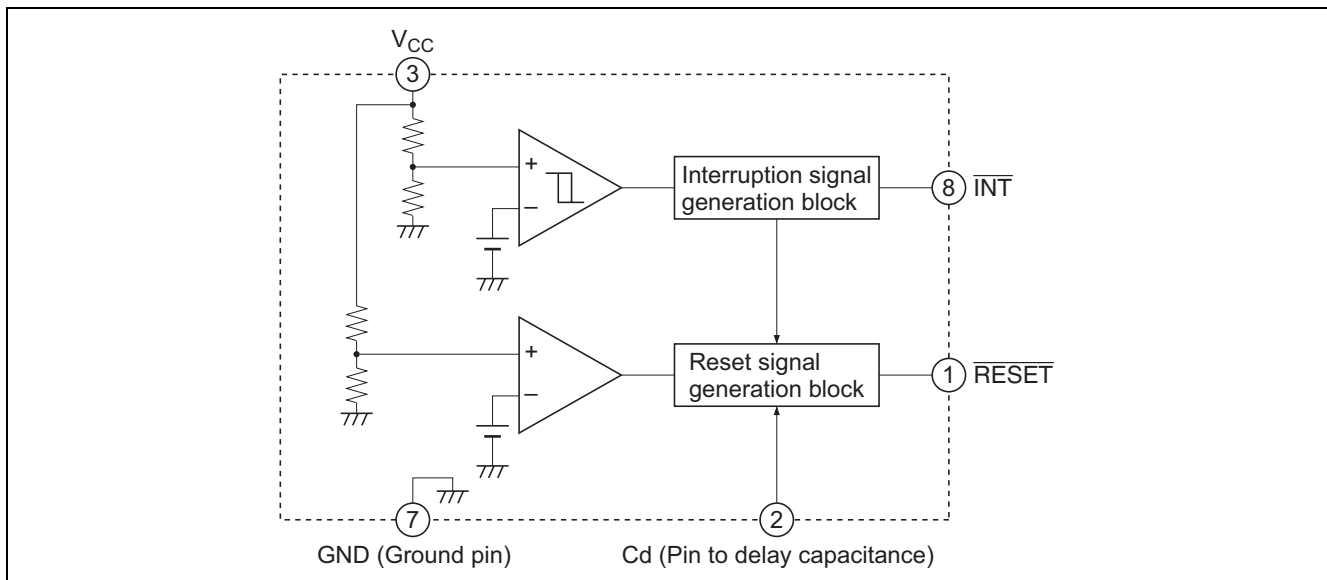 VCC
3
+
−
Interruption signal
generation block
8
INT
+
−
Reset signal
generation block
1
RESET
7
2
GND (Ground pin)
Cd (Pin to delay capacitance)